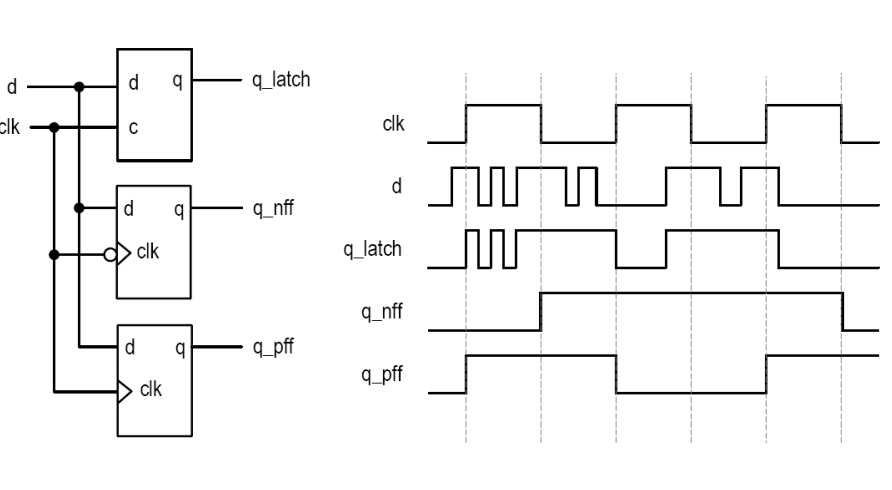 d
clk
d q
c
q_latch
d q
clk
q_nff
d q
clk
q_pff
clk
d
q_latch
q_nff
q_pff